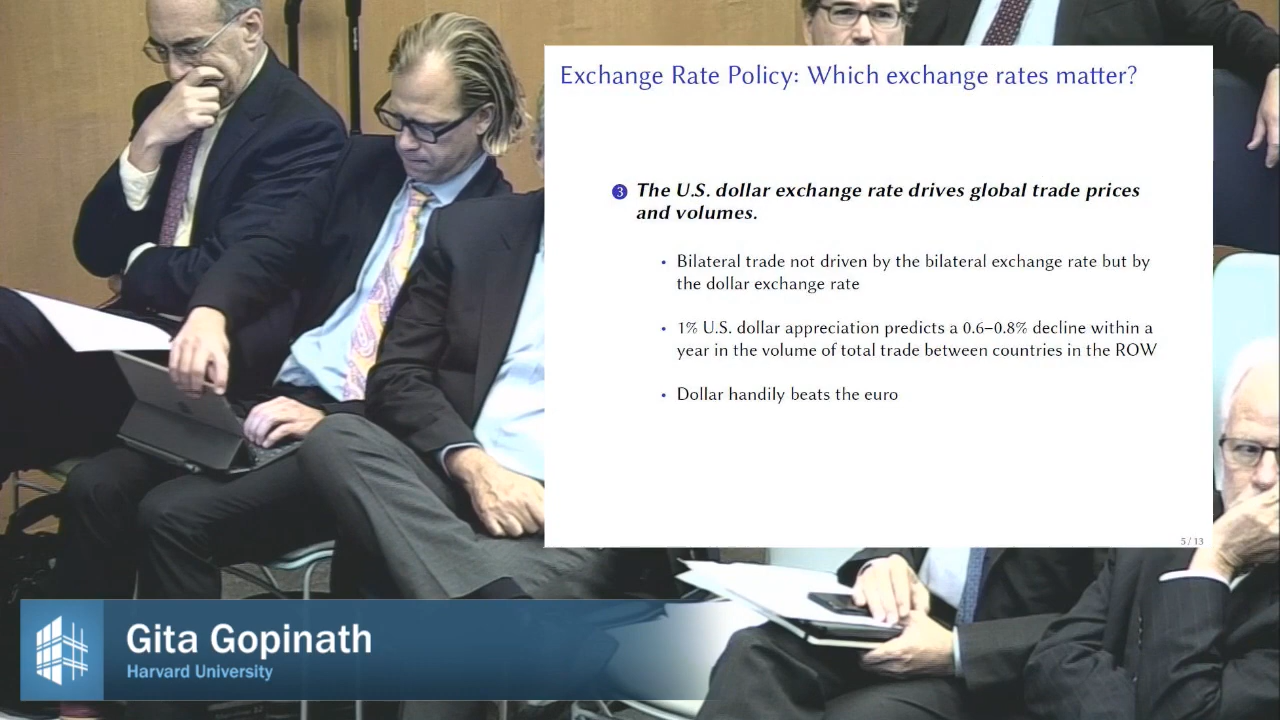 Exchange Rate Policy: Which exchange rates matter?
3 The U.S. dollar exchange rate drives global trade prices
and volumes.
• Bilateral trade not driven by the bilateral exchange rate but by
the dollar exchange rate
• 1% U.S. dollar appreciation predicts a 0.6–0.8% decline within a
year in the volume of total trade between countries in the ROW
• Dollar handily beats the euro
5 / 13
Gita Gopinath
Harvard University